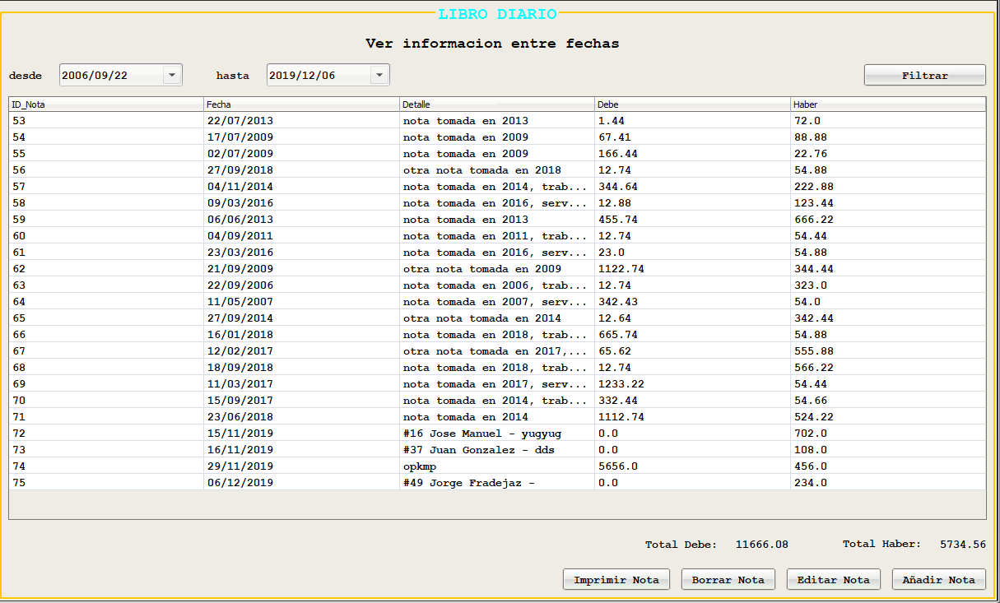 LIBRO DIARIO
Ver informacion entre fechas
desde 2006/09/22 hasta 2019/12/06 Filtrar
ID_Nota Fecha Detalle Debe Haber
53 22/07/2013 nota tomada en 2013 1.44 72.0
54 17/07/2009 nota tomada en 2009 67.41 88.88
55 02/07/2009 nota tomada en 2009 166.44 22.76
56 27/09/2018 otra nota tomada en 2018 12.74 54.88
57 04/11/2014 nota tomada en 2014, trab... 344.64 222.88
58 09/03/2016 nota tomada en 2016, serv... 12.88 123.44
59 06/06/2013 nota tomada en 2013 455.74 666.22
60 04/09/2011 nota tomada en 2011, trab... 12.74 54.44
61 23/03/2016 nota tomada en 2016, serv... 23.0 54.88
62 21/09/2009 otra nota tomada en 2009 1122.74 344.44
63 22/09/2006 nota tomada en 2006, trab... 12.74 323.0
64 11/05/2007 nota tomada en 2007, serv... 342.43 54.0
65 27/09/2014 otra nota tomada en 2014 12.64 342.44
66 16/01/2018 nota tomada en 2018, trab... 665.74 54.88
67 12/02/2017 otra nota tomada en 2017,... 65.62 555.88
68 18/09/2018 nota tomada en 2018, trab... 12.74 566.22
69 11/03/2017 nota tomada en 2017, serv... 1233.22 54.44
70 15/09/2017 nota tomada en 2014, trab... 332.44 54.66
71 23/06/2018 nota tomada en 2014 1112.74 524.22
72 15/11/2019 #16 Jose Manuel - yugyug 0.0 702.0
73 16/11/2019 #37 Juan Gonzalez - dds 0.0 108.0
74 29/11/2019 opkmp 5656.0 456.0
75 06/12/2019 #49 Jorge Fradejaz - 0.0 234.0
Total Debe: 11666.08 Total Haber: 5734.56
Imprimir Nota Borrar Nota Editar Nota Añadir Nota